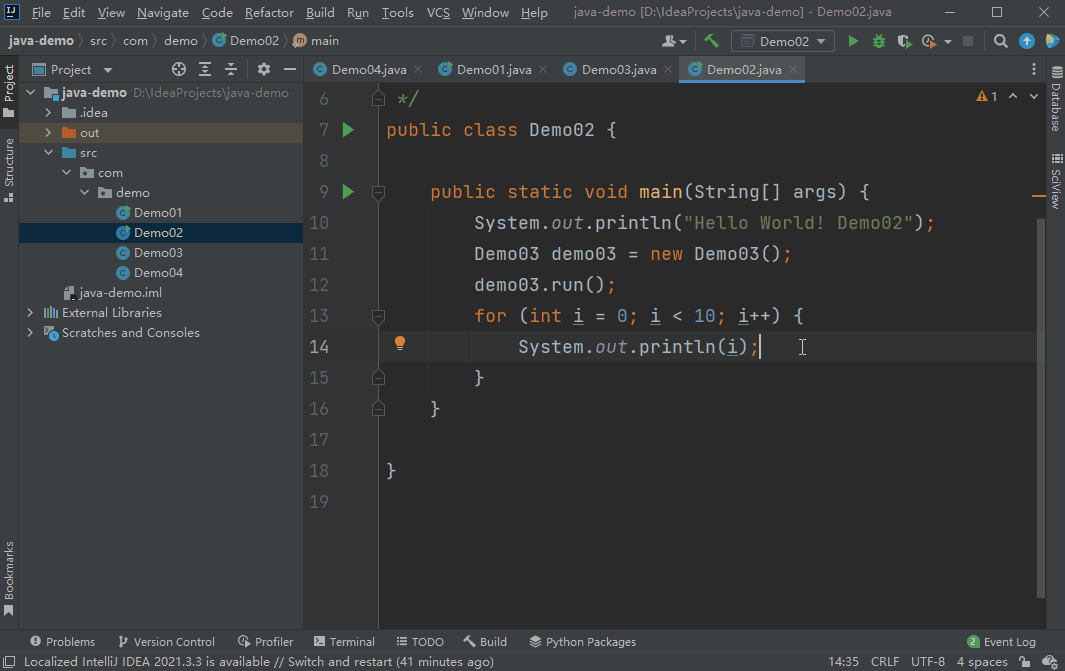 File Edit View Navigate Code Refactor Build Run Tools VCS Window Help java-demo [D:\IdeaProjects\java-demo] - Demo02.java
java-demo src com demo Demo02 main Demo02
Project Demo04.java Demo01.java Demo03.java Demo02.java
Project
Structure
Bookmarks
java-demo D:\IdeaProjects\java-demo
.idea
out
src
com
demo
Demo01
Demo02
Demo03
Demo04
java-demo.iml
External Libraries
Scratches and Consoles
6 */
7 public class Demo02 {
8
9 public static void main(String[] args) {
10 System.out.println("Hello World! Demo02");
11 Demo03 demo03 = new Demo03();
12 demo03.run();
13 for (int i = 0; i < 10; i++) {
14 System.out.println(i);
15 }
16 }
17
18 }
19
1
Database
SciView
Problems Version Control Profiler Terminal TODO Build Python Packages 2 Event Log
Localized IntelliJ IDEA 2021.3.3 is available // Switch and restart (41 minutes ago) 14:35 CRLF UTF-8 4 spaces